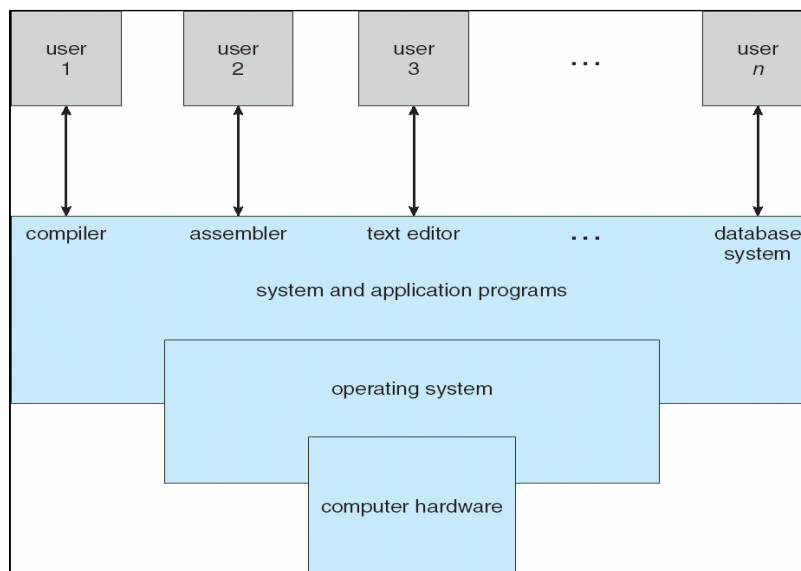 user
1
user
2
user
3
...
user
n
compiler
assembler
text editor
...
database
system
system and application programs
operating system
computer hardware